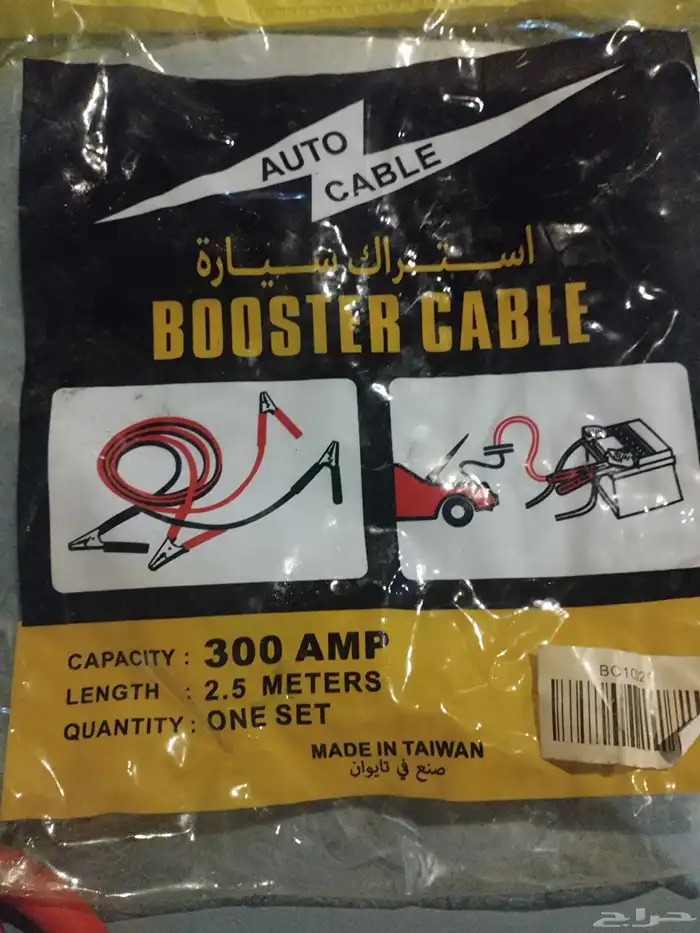 AUTO
CABLE
استراك سيارة
BOOSTER CABLE
CAPACITY : 300 AMP
LENGTH : 2.5 METERS
QUANTITY : ONE SET
MADE IN TAIWAN
صنع في تايوان
حراج